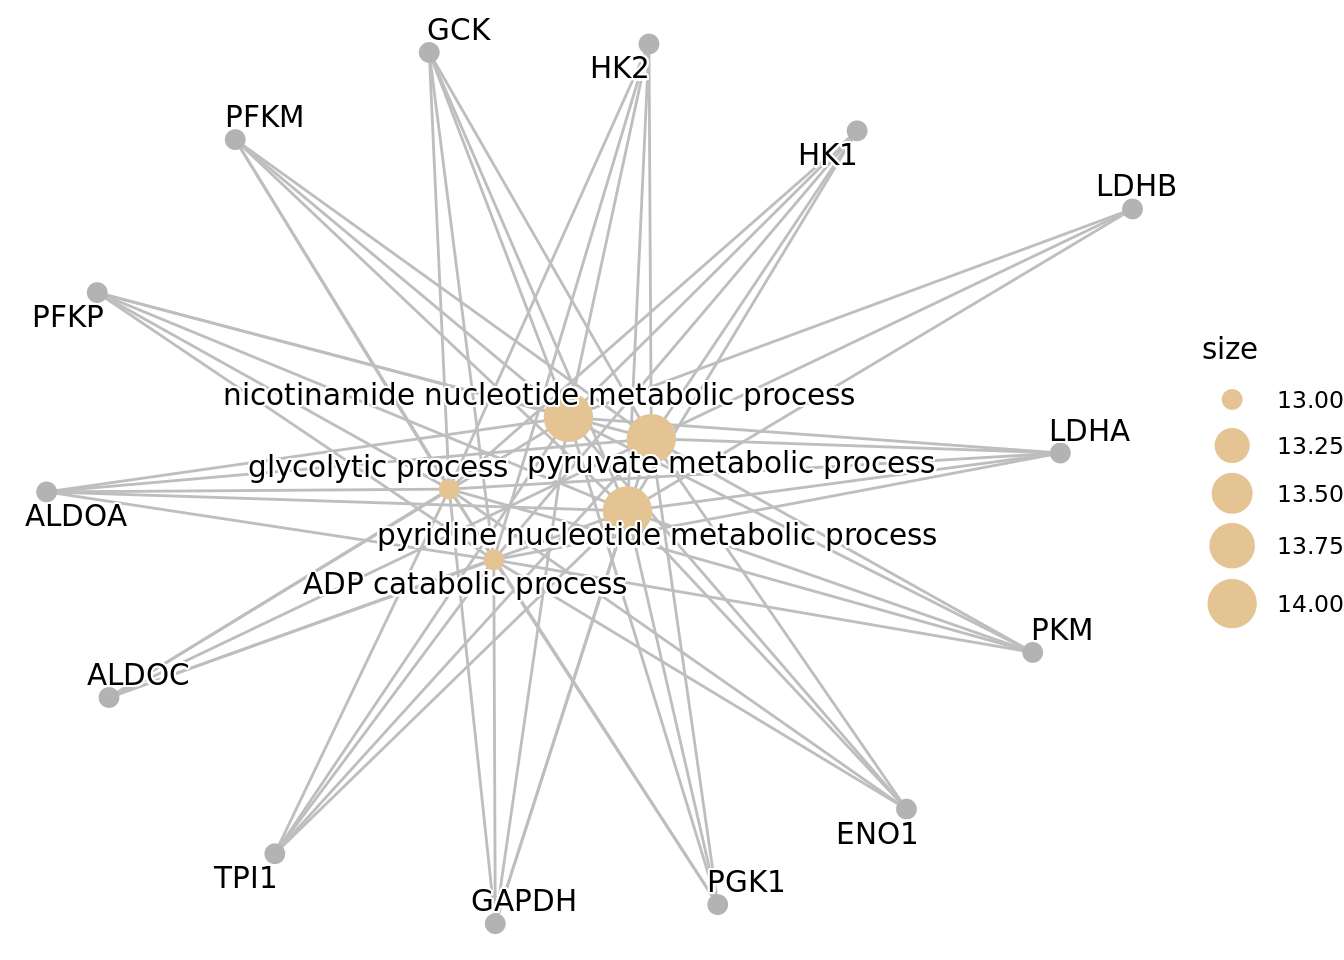 GCK
HK2
PFKM
HK1
LDHB
PFKP
size
nicotinamide nucleotide metabolic process
13.00
LDHA
13.25
glycolytic process
pyruvate metabolic process
13.50
ALDOA
pyridine nucleotide metabolic process
13.75
ADP catabolic process
14.00
PKM
ALDOC
ENO1
TPI1
PGK1
GAPDH